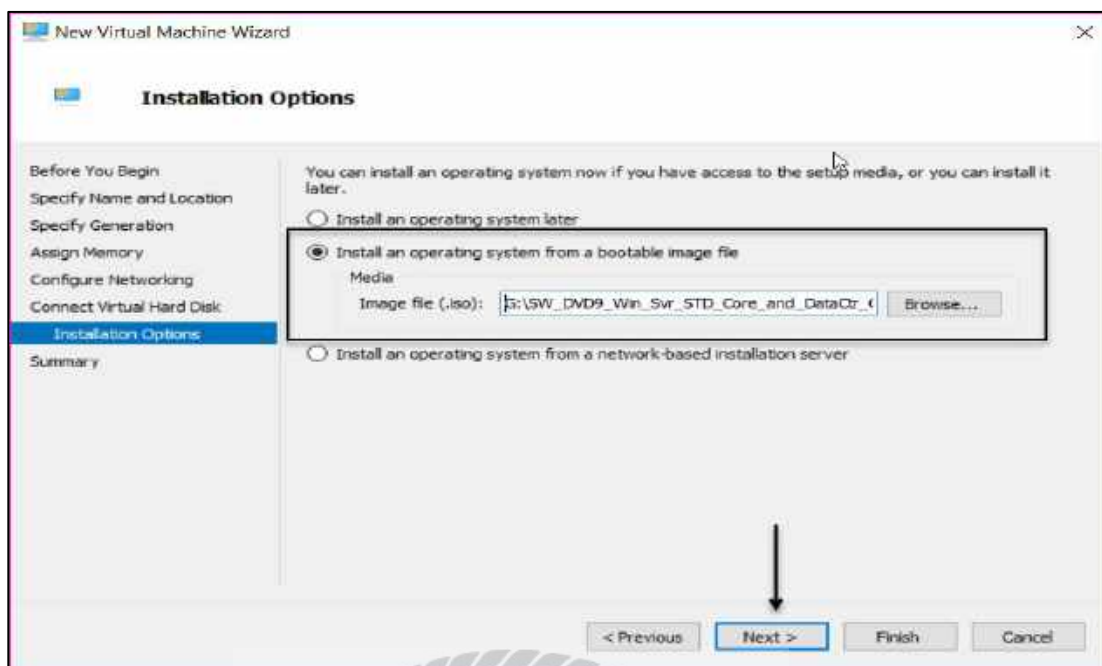 New Virtual Machine Wizard
Installation Options
Before You Begin
Specify Name and Location
Specify Generation
Assign Memory
Configure Networking
Connect Virtual Hard Disk
Installation Options
Summary
You can install an operating system now if you have access to the setup media, or you can install it
later.
Install an operating system later
Install an operating system from a bootable image file
Media
Image file (.iso): G:\SW_DVD9_Win_Svr_STD_Core_and_DataCtr_ Browse...
Install an operating system from a network-based installation server
< Previous Next > Finish Cancel